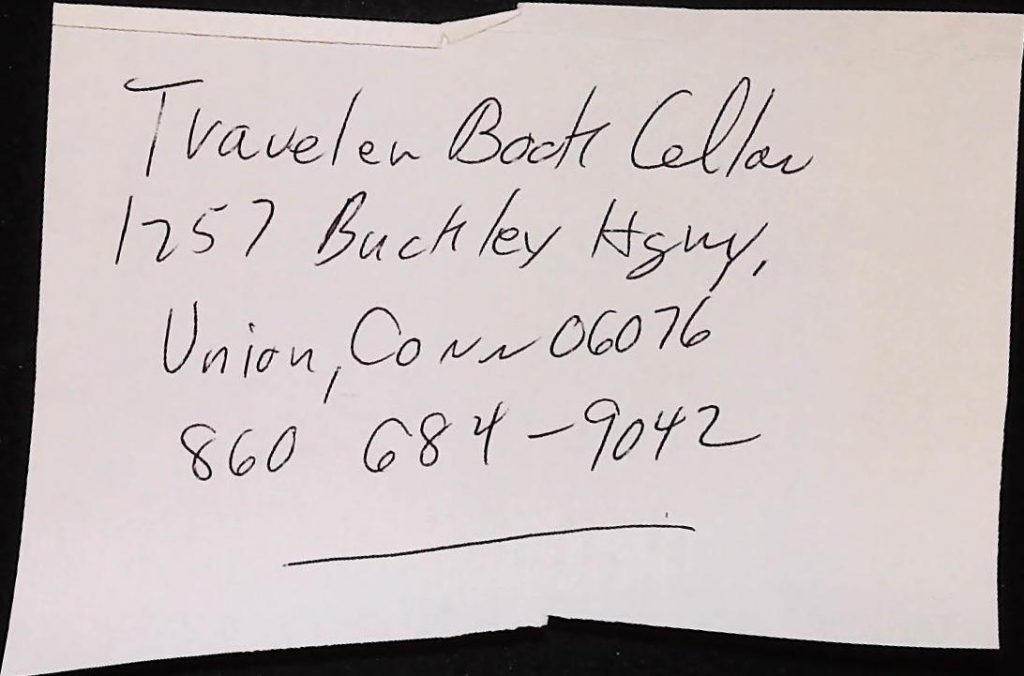 Traveler Book Cellar
1257 Buckley Hgwy,
Union, Conn 06076
860 684-9042